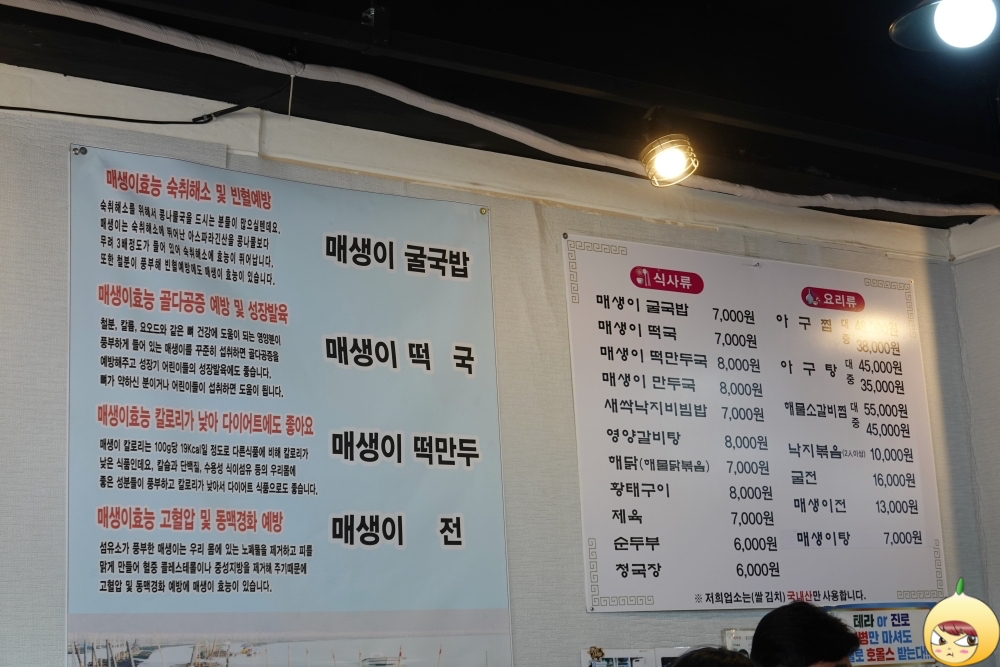 매생이효능 숙취해소 및 빈혈예방
숙취해소를 위해서 콩나물국을 드시는 분들이 많으실텐데요.
매생이는 숙취해소에 뛰어난 아스파라긴산을 콩나물보다
무려 3배정도가 들어 있어 숙취해소에 효능이 뛰어납니다.
또한 철분이 풍부해 빈혈예방에도 매생이 효능이 있습니다.
매생이효능 골다공증 예방 및 성장발육
철분, 칼륨, 요오드와 같은 뼈 건강에 도움이 되는 영양분이
풍부하게 들어 있는 매생이를 꾸준히 섭취하면 골다공증을
예방해주고 성장기 어린이들의 성장발육에도 좋습니다.
뼈가 약하신 분이거나 어린이들이 섭취하면 도움이 됩니다.
매생이효능 칼로리가 낮아 다이어트에도 좋아요
매생이 칼로리는 100g당 19Kcal일 정도로 다른식품에 비해 칼로리가
낮은 식품인데요, 칼슘과 단백질, 수용성 식이섬유 등의 우리몸에
좋은 성분들이 풍부하고 칼로리가 낮아서 다이어트 식품으로도 좋습니다.
매생이효능 고혈압 및 동맥경화 예방
섬유소가 풍부한 매생이는 우리 몸에 있는 노폐물을 제거하고 피를
맑게 만들어 혈중 콜레스테롤이나 중성지방을 제거해 주기때문에
고혈압 및 동맥경화 예방에 매생이 효능이 있습니다.
매생이 굴국밥
매생이 떡 국
매생이 떡만두
매생이 전
식사류
매생이 굴국밥 7,000원
매생이 떡국 7,000원
매생이 떡만두국 8,000원
매생이 만두국 8,000원
새싹낙지비빔밥 7,000원
영양갈비탕 8,000원
해닭(해물닭볶음) 7,000원
황태구이 8,000원
제육 7,000원
순두부 6,000원
청국장 6,000원
요리류
아구찜 대
중 38,000원
아구탕 대 45,000원
중 35,000원
해물소갈비찜 대 55,000원
중 45,000원
낙지볶음(2인이상) 10,000원
굴전 16,000원
매생이전 13,000원
매생이탕 7,000원
※ 저희업소는(쌀 김치) 국내산만 사용합니다.
테라 or 진로
병만 마셔도
로 호올스 받는다!!